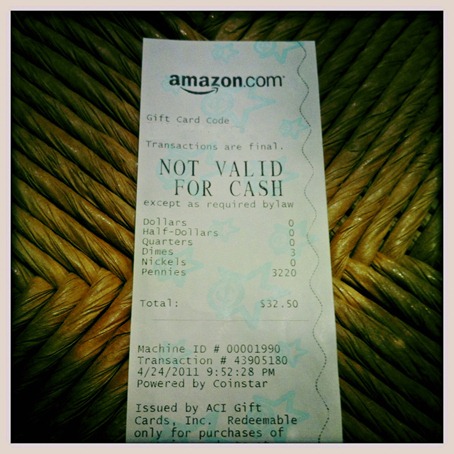 amazon.com
Gift Card Code
Transactions are final.
NOT VALID
FOR CASH
except as required bylaw
Dollars 0
Half-Dollars 0
Quarters 0
Dimes 3
Nickels 0
Pennies 3220
Total: $32.50
Machine ID # 00001990
Transaction # 43905180
4/24/2011 9:52:28 PM
Powered by Coinstar
Issued by ACI Gift
Cards, Inc. Redeemable
only for purchases of